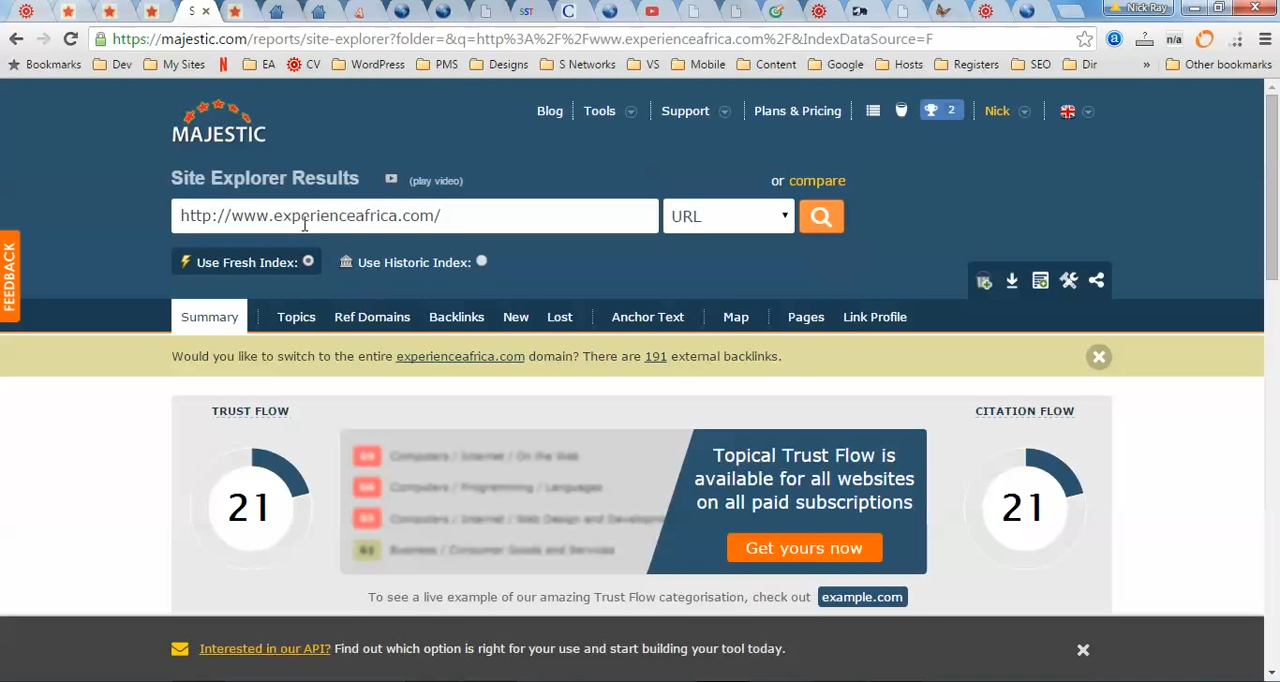 S
Nick Ray
https://majestic.com/reports/site-explorer?folder=&q=http%3A%2F%2Fwww.experienceafrica.com%2F&IndexDataSource=F
Bookmarks Dev My Sites EA CV WordPress PMS Designs S Networks VS Mobile Content Google Hosts Registers SEO Dir » Other bookmarks
MAJESTIC
Blog Tools Support Plans & Pricing 2 Nick
Site Explorer Results (play video)
or compare
http://www.experienceafrica.com/ URL
Use Fresh Index: Use Historic Index:
FEEDBACK
Summary Topics Ref Domains Backlinks New Lost Anchor Text Map Pages Link Profile
Would you like to switch to the entire experienceafrica.com domain? There are 191 external backlinks.
TRUST FLOW
CITATION FLOW
21
Computers / Internet / On the Web
Computers / Programming / Languages
Computers / Internet / Web Design and Developm
Business / Consumer Goods and Services
Topical Trust Flow is
available for all websites
on all paid subscriptions
Get yours now
21
To see a live example of our amazing Trust Flow categorisation, check out example.com
Interested in our API? Find out which option is right for your use and start building your tool today.